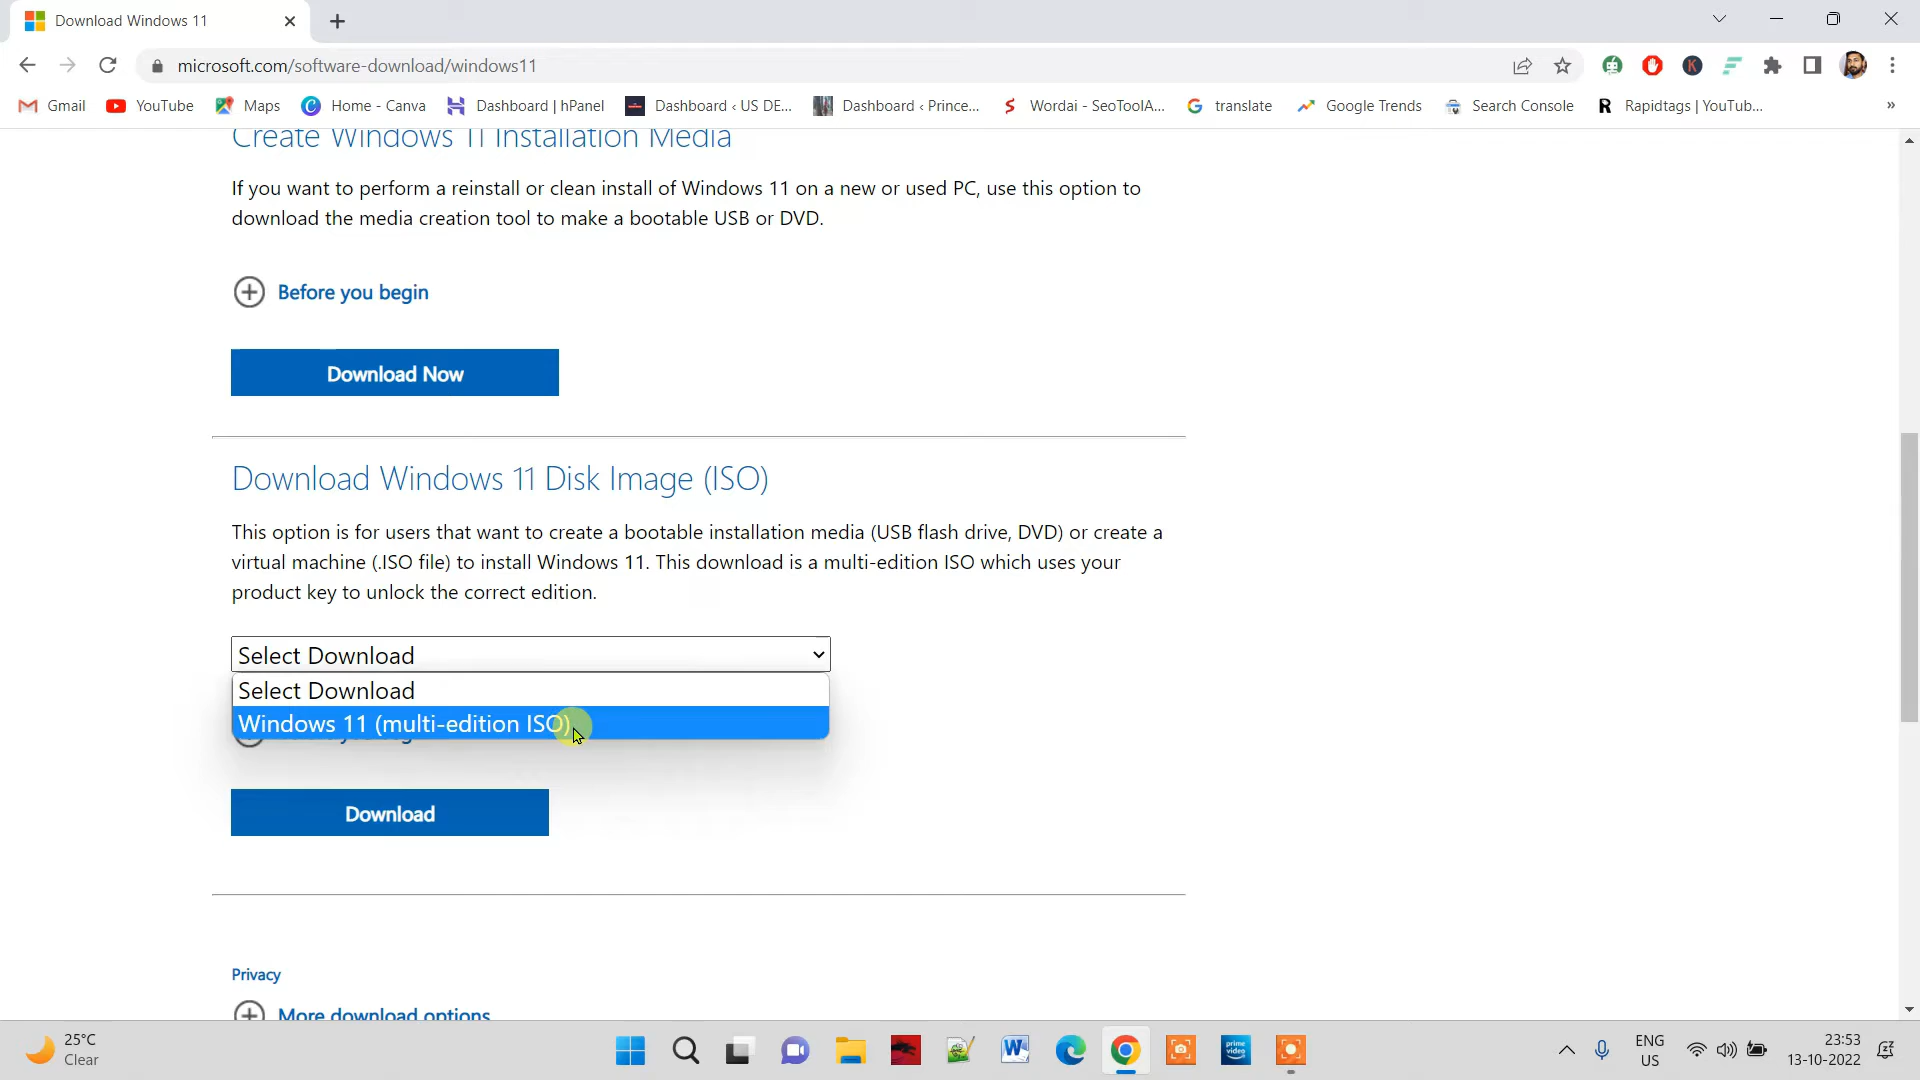 Download Windows 11
microsoft.com/software-download/windows11
Gmail
YouTube
Maps
Home - Canva
Dashboard | hPanel
Dashboard ‹ US DE...
Dashboard ‹ Prince...
Wordai - SeoToolA...
translate
Google Trends
Search Console
R
Rapidtags | YouTub...
»
Create Windows 11 Installation Media
If you want to perform a reinstall or clean install of Windows 11 on a new or used PC, use this option to
download the media creation tool to make a bootable USB or DVD.
Before you begin
Download Now
Download Windows 11 Disk Image (ISO)
This option is for users that want to create a bootable installation media (USB flash drive, DVD) or create a
virtual machine (.ISO file) to install Windows 11. This download is a multi-edition ISO which uses your
product key to unlock the correct edition.
Select Download
Select Download
Windows 11 (multi-edition ISO)
Download
Privacy
More download options
25°C
Clear
prime
video
ENG
US
23:53
13-10-2022